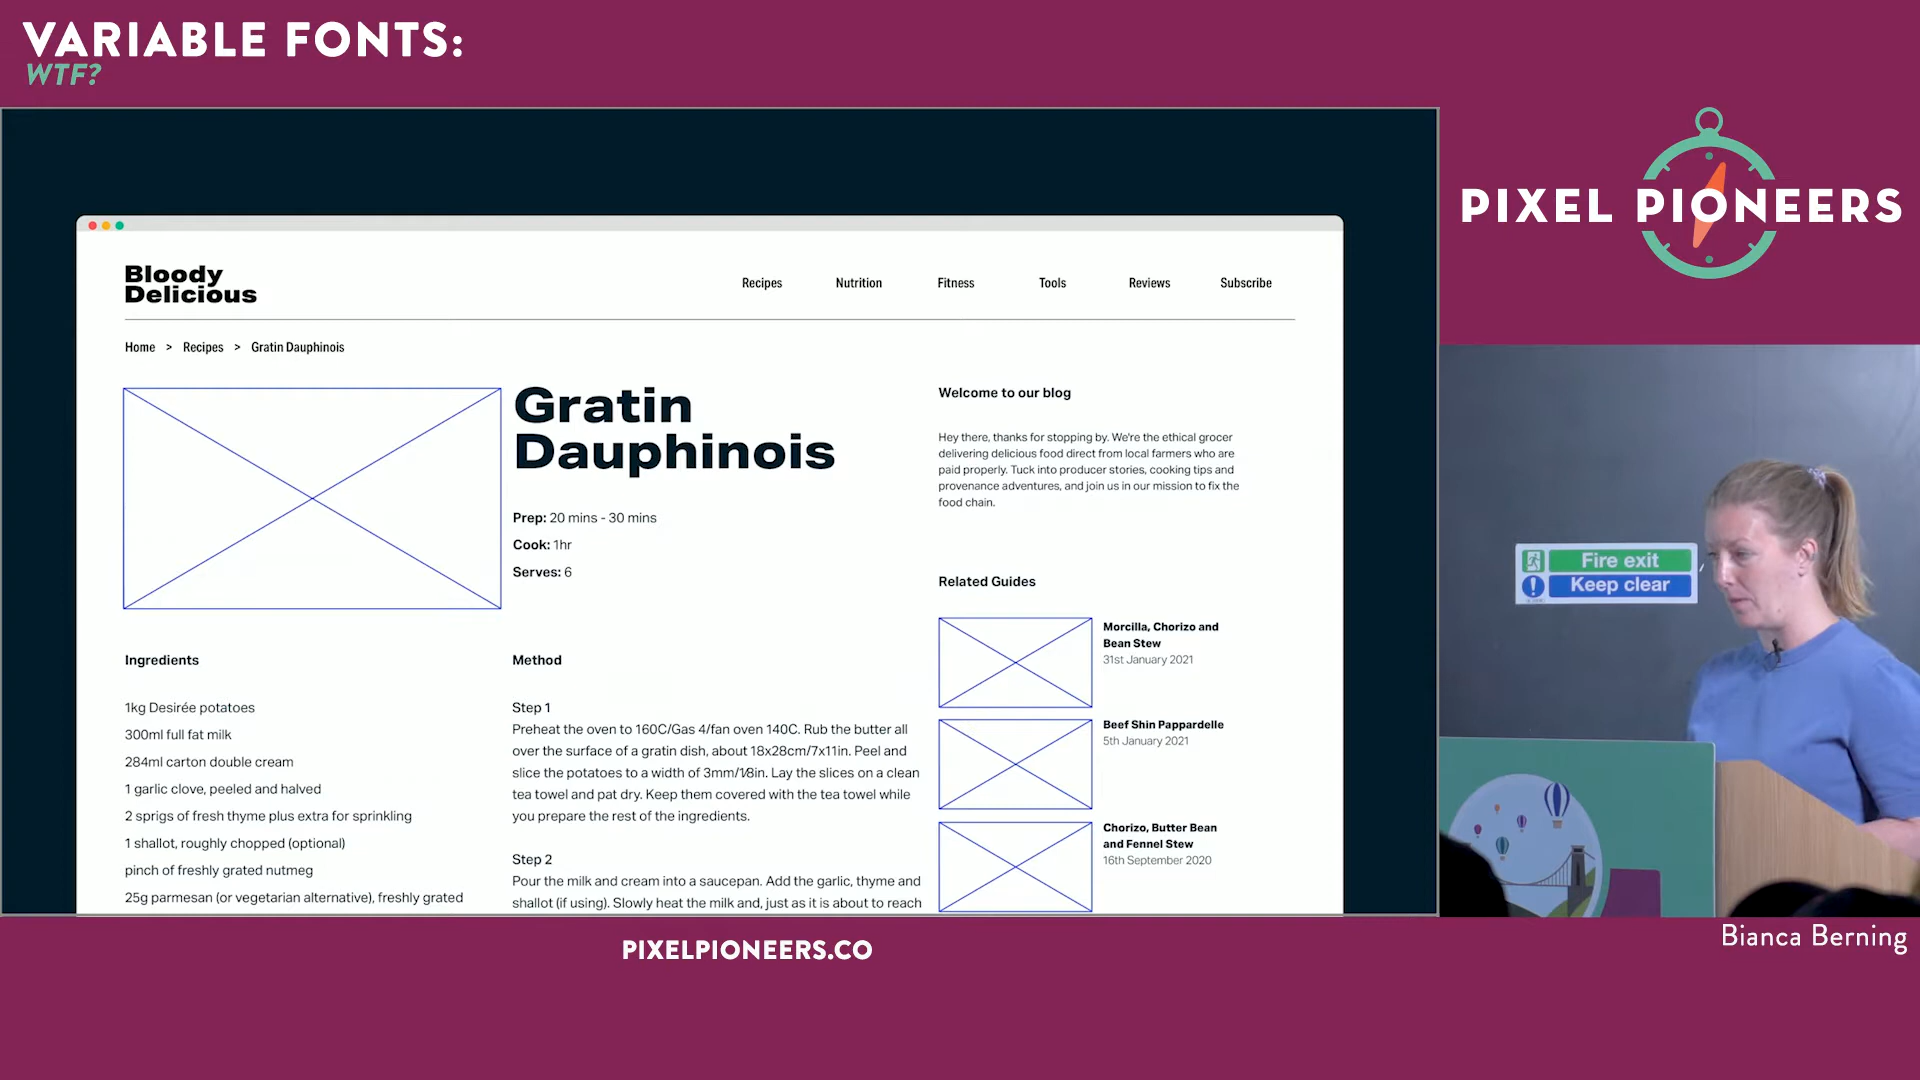 VARIABLE FONTS:
WTF?
PIXEL PIONEERS
Bloody
Delicious
Recipes Nutrition Fitness Tools Reviews Subscribe
Home > Recipes > Gratin Dauphinois
Gratin
Dauphinois
Prep: 20 mins - 30 mins
Cook: 1hr
Serves: 6
Ingredients
1kg Desirée potatoes
300ml full fat milk
284ml carton double cream
1 garlic clove, peeled and halved
2 sprigs of fresh thyme plus extra for sprinkling
1 shallot, roughly chopped (optional)
pinch of freshly grated nutmeg
25g parmesan (or vegetarian alternative), freshly grated
Method
Step 1
Preheat the oven to 160C/Gas 4/fan oven 140C. Rub the butter all
over the surface of a gratin dish, about 18x28cm/7x11in. Peel and
slice the potatoes to a width of 3mm/1⁄8in. Lay the slices on a clean
tea towel and pat dry. Keep them covered with the tea towel while
you prepare the rest of the ingredients.
Step 2
Pour the milk and cream into a saucepan. Add the garlic, thyme and
shallot (if using). Slowly heat the milk and, just as it is about to reach
Welcome to our blog
Hey there, thanks for stopping by. We're the ethical grocer
delivering delicious food direct from local farmers who are
paid properly. Tuck into producer stories, cooking tips and
provenance adventures, and join us in our mission to fix the
food chain.
Related Guides
Morcilla, Chorizo and
Bean Stew
31st January 2021
Beef Shin Pappardelle
5th January 2021
Chorizo, Butter Bean
and Fennel Stew
16th September 2020
Fire exit
Keep clear
Bianca Berning
PIXELPIONEERS.CO